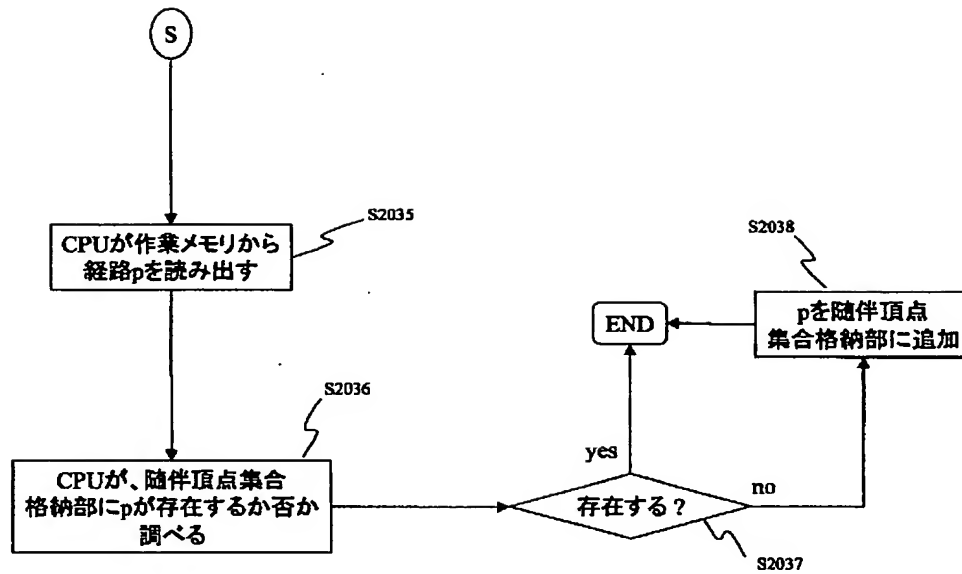 S
S2035
CPUが作業メモリから
経路pを読み出す
S2038
END
pを随伴頂点
集合格納部に追加
S2036
yes
CPUが、随伴頂点集合
格納部にpが存在するか否か
調べる
存在する?
no
S2037